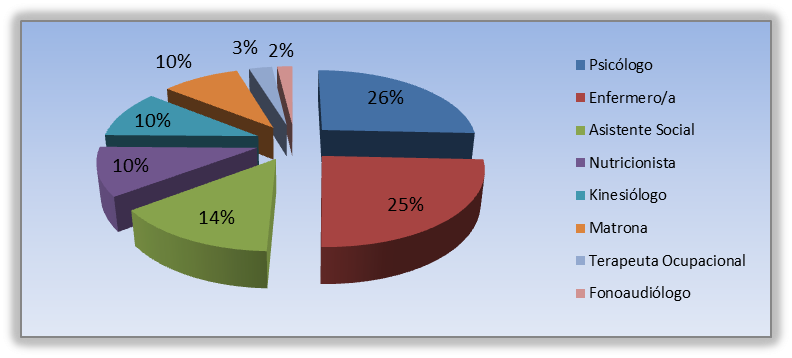 26%
25%
14%
10%
10%
10%
3%
2%
Psicólogo
Enfermero/a
Asistente Social
Nutricionista
Kinesiólogo
Matrona
Terapeuta Ocupacional
Fonoaudiólogo